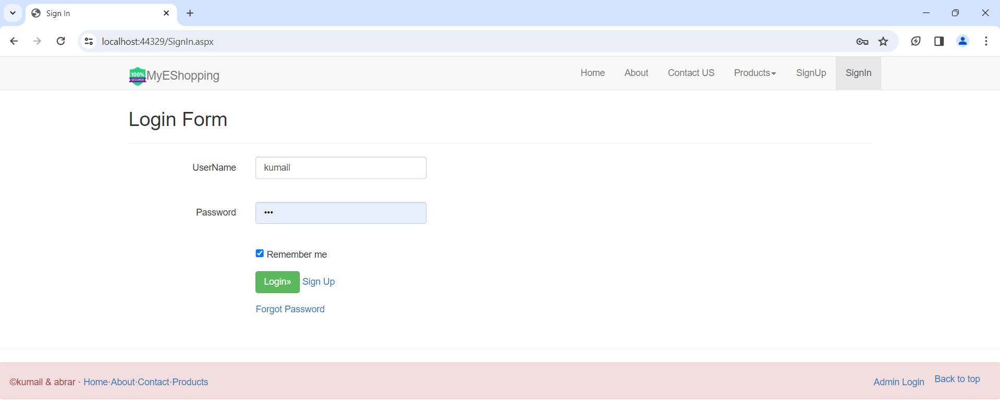 Sign In
localhost:44329/SignIn.aspx
100% SECURED MyEShopping Home About Contact US Products SignUp SignIn
Login Form
UserName kumail
Password •••
Remember me
Login» Sign Up
Forgot Password
©kumail & abrar · Home·About·Contact·Products Admin Login Back to top